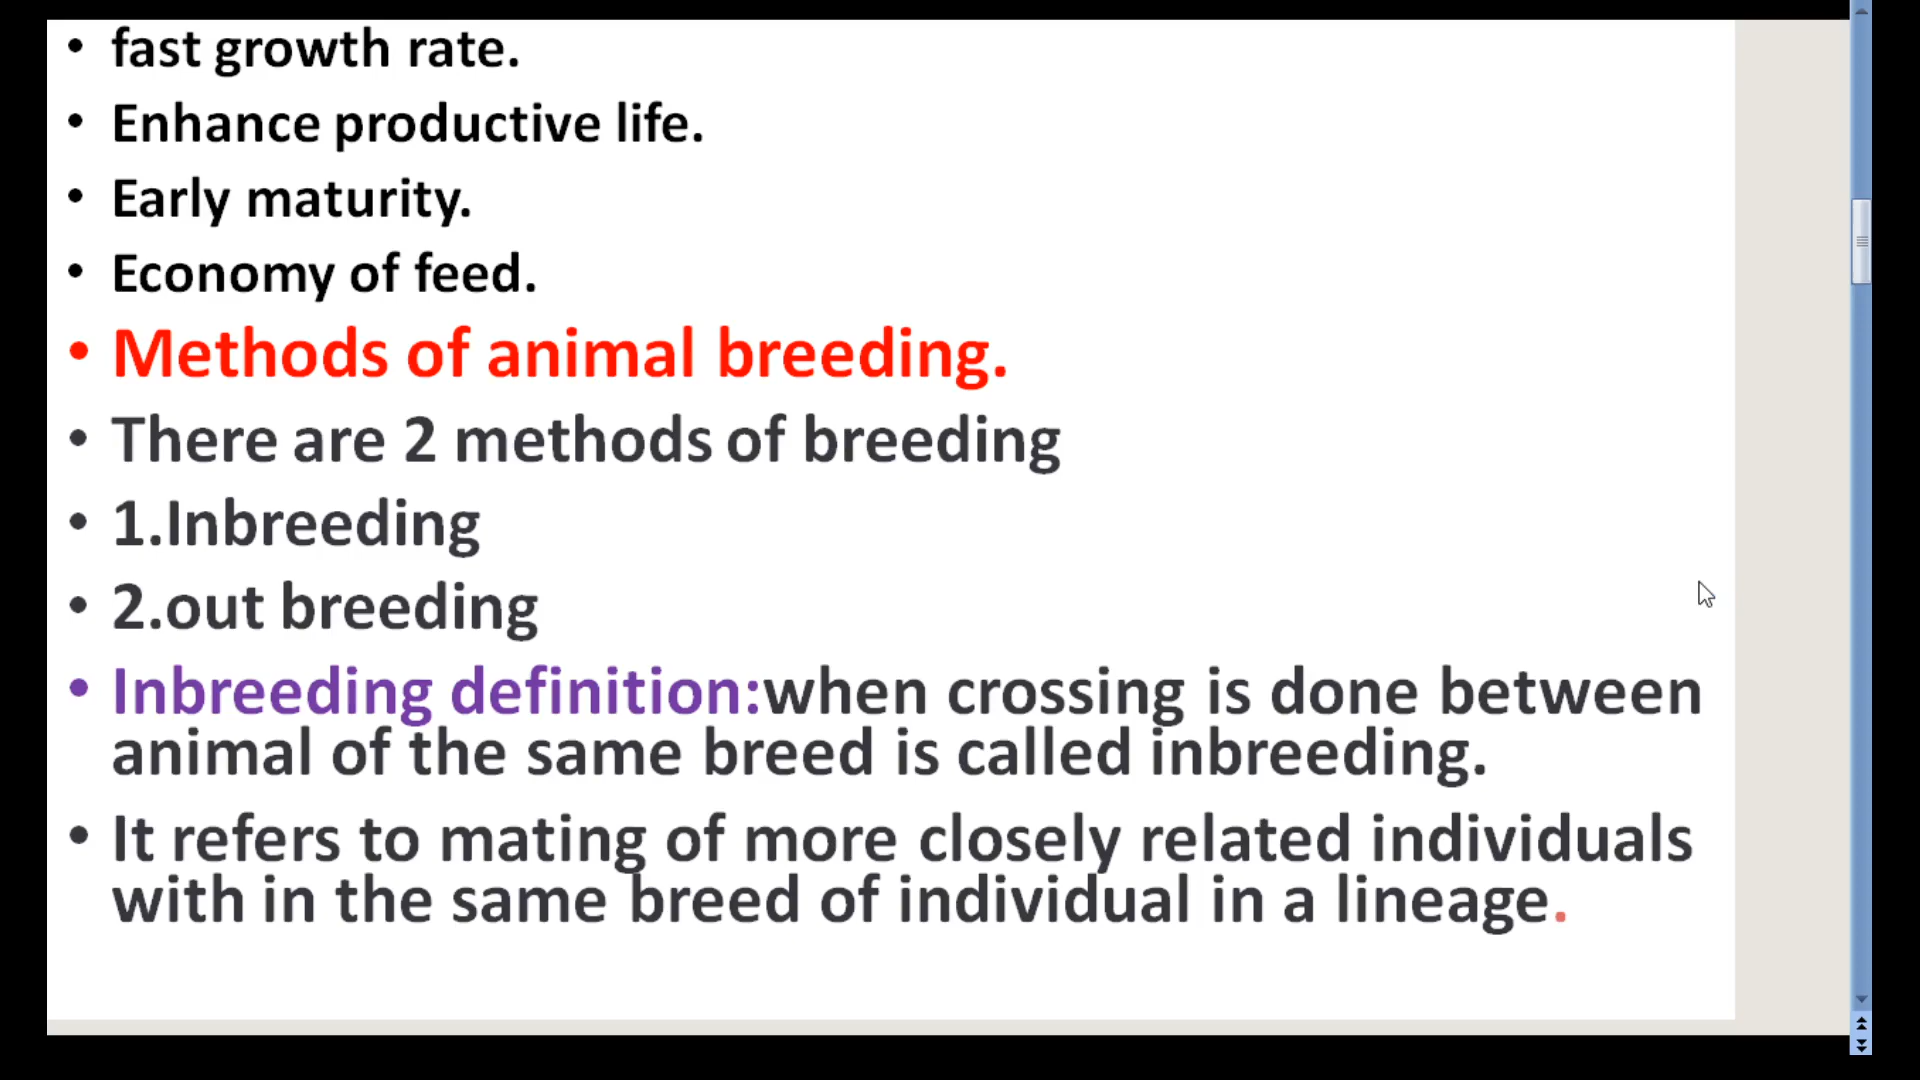 • fast growth rate.
• Enhance productive life.
• Early maturity.
• Economy of feed.
• Methods of animal breeding.
• There are 2 methods of breeding
• 1.Inbreeding
• 2.out breeding
• Inbreeding definition:when crossing is done between
animal of the same breed is called inbreeding.
• It refers to mating of more closely related individuals
with in the same breed of individual in a lineage.